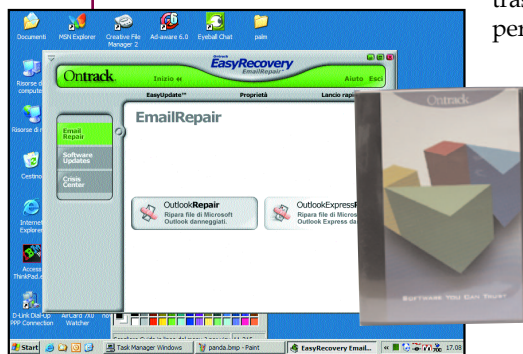 tras
per
Documenti
MSN Explorer
Creative File Manager 2
Ad-aware 6.0
Eyeball Chat
palm
Risorse d
compute
Ontrack
EasyRecovery
EmailRepair
Inizio
Aiuto Esci
EasyUpdate™
Proprietà
Lancio rapi
Risorse di r
EmailRepair
Email
Repair
Software
Updates
Crisis
Center
Cestino
OutlookRepair
Ripara file di Microsoft
Outlook danneggiati.
OutlookExpress
Ripara file di Micros
Outlook Express da
Internet
Explorer
Access
ThinkPad
D-Link Dial-Up
PPP Connection
AirCard 7X0
Watcher
Start
Task Manager Windows
panda.bmp - Paint
EasyRecovery Email...
17.08
Ontrack
SOFTWARE YOU CAN TRUST